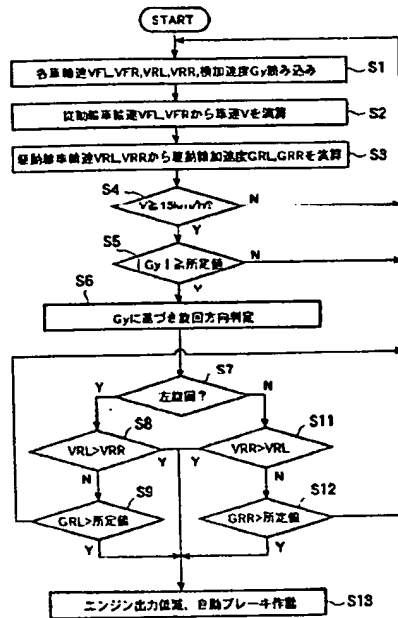 START
各車輪速VFL,VFR,VRL,VRR,横加速度Gy読み込み
S1
従動輪車輪速VFL,VFRから車速Vを演算
S2
駆動輪車輪速VRL,VRRから駆動輪加速度GRL,GRRを演算
S3
S4
V≧15km/h?
N
Y
S5
|Gy|≧所定値
N
Y
S6
Gyに基づき旋回方向判定
S7
左旋回?
Y
N
S8
VRL>VRR
Y
N
S11
VRR>VRL
Y
N
S9
GRL>所定値
Y
S12
GRR>所定値
Y
エンジン出力低減、自動ブレーキ作動
S13